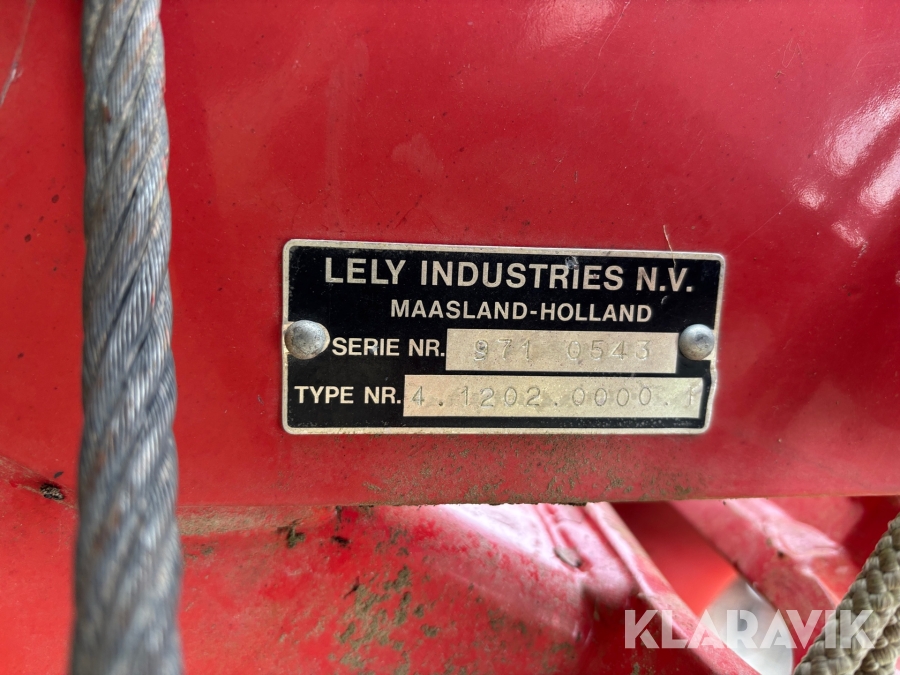 LELY INDUSTRIES N.V.
MAASLAND-HOLLAND
SERIE NR. 971 0543
TYPE NR. 4.1202.0000.1
KLARAVIK